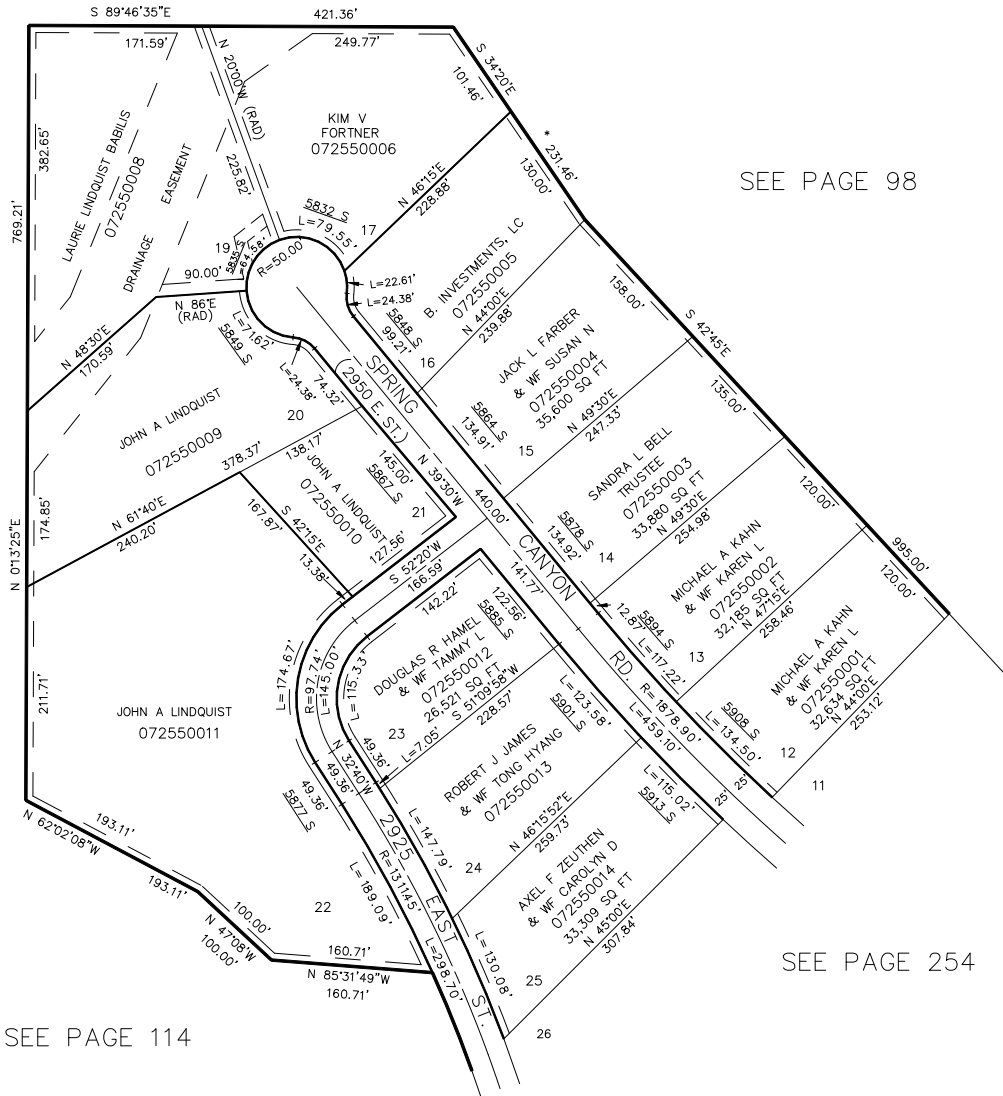 S 89°46'35"E
421.36'
171.59'
249.77'
S 34°20'E
101.46'
N 20°00'W (RAD)
225.82'
KIM V
FORTNER
072550006
* 231.46'
130.00'
SEE PAGE 98
382.65'
769.21'
LAURIE LINDQUIST BABILIS
072550008
DRAINAGE
EASEMENT
N 46°15'E
228.88'
5832 S
L=79.55'
17
19
5835 S
L=64.58'
R=50.00'
90.00'
N 86°E
(RAD)
L=22.61'
L=24.38'
B. INVESTMENTS, LC
072550005
N 44°00'E
239.88'
5848 S
99.21'
16
158.00'
S 42°45'E
L=71.62'
5849 S
L=24.38'
74.32'
N 48°30'E
170.59'
SPRING
(2950 E. ST.)
JACK L FARBER
& WF SUSAN N
072550004
35,600 SQ FT
N 49°30'E
247.33'
5864 S
134.91'
15
135.00'
JOHN A LINDQUIST
072550009
20
378.37'
138.17'
JOHN A LINDQUIST
072550010
5867 S
145.00'
21
127.56'
N 39°30'W
440.00'
SANDRA L BELL
TRUSTEE
072550003
33,880 SQ FT
N 49°30'E
254.98'
5878 S
134.92'
14
120.00'
N 61°40'E
240.20'
174.85'
N 0°13'25"E
S 42°15'E
167.87'
13.38'
S 52°20'W
166.59'
142.22'
CANYON
141.77'
122.56'
5885 S
MICHAEL A KAHN
& WF KAREN L
072550002
32,185 SQ FT
N 47°15'E
258.46'
5894 S
L=117.22'
13
995.00'
120.00'
RD.
R=1878.90'
L=459.10'
MICHAEL A KAHN
& WF KAREN L
072550001
32,634 SQ FT
N 44°00'E
253.12'
5908 S
L=134.50'
12
11
25'
25'
L=174.67'
R=97.74'
L=145.00'
L=115.33'
DOUGLAS R HAMEL
& WF TAMMY L
072550012
26,521 SQ FT
S 51°09'58"W
228.57'
23
L=7.05'
49.36'
N 32°40'W
49.36'
49.36'
5877 S
211.71'
JOHN A LINDQUIST
072550011
L=123.58'
5901 S
ROBERT J JAMES
& WF TONG HYANG
072550013
N 46°15'52"E
259.73'
24
L=147.79'
L=115.02'
5913 S
2925
EAST
ST.
R=1311.45'
L=189.09'
L=298.70'
AXEL F ZEUTHEN
& WF CAROLYN D
072550014
33,309 SQ FT
N 45°00'E
307.84'
25
L=130.08'
26
193.11'
N 62°02'08"W
193.11'
100.00'
N 47°08'W
100.00'
22
160.71'
N 85°31'49"W
160.71'
SEE PAGE 254
SEE PAGE 114